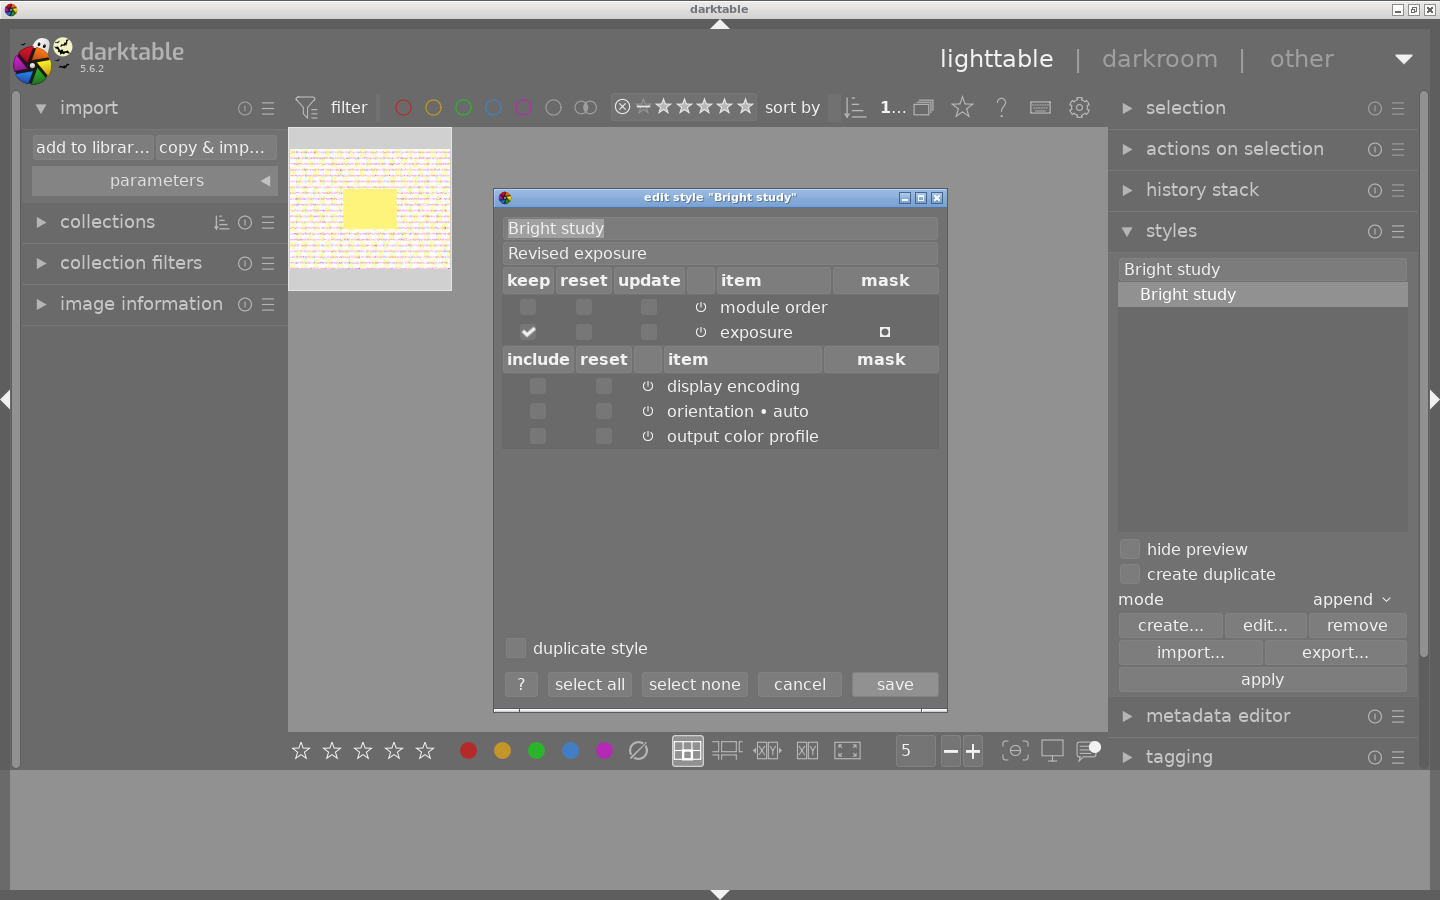 darktable
darktable
5.6.2
lighttable | darkroom | other
import
filter
sort by
1...
add to librar...
copy & imp...
parameters
collections
collection filters
image information
edit style "Bright study"
Bright study
Revised exposure
keep reset update item mask
module order
exposure
include reset item mask
display encoding
orientation • auto
output color profile
duplicate style
? select all select none cancel save
selection
actions on selection
history stack
styles
Bright study
Bright study
hide preview
create duplicate
mode append
create... edit... remove
import... export...
apply
metadata editor
tagging
5